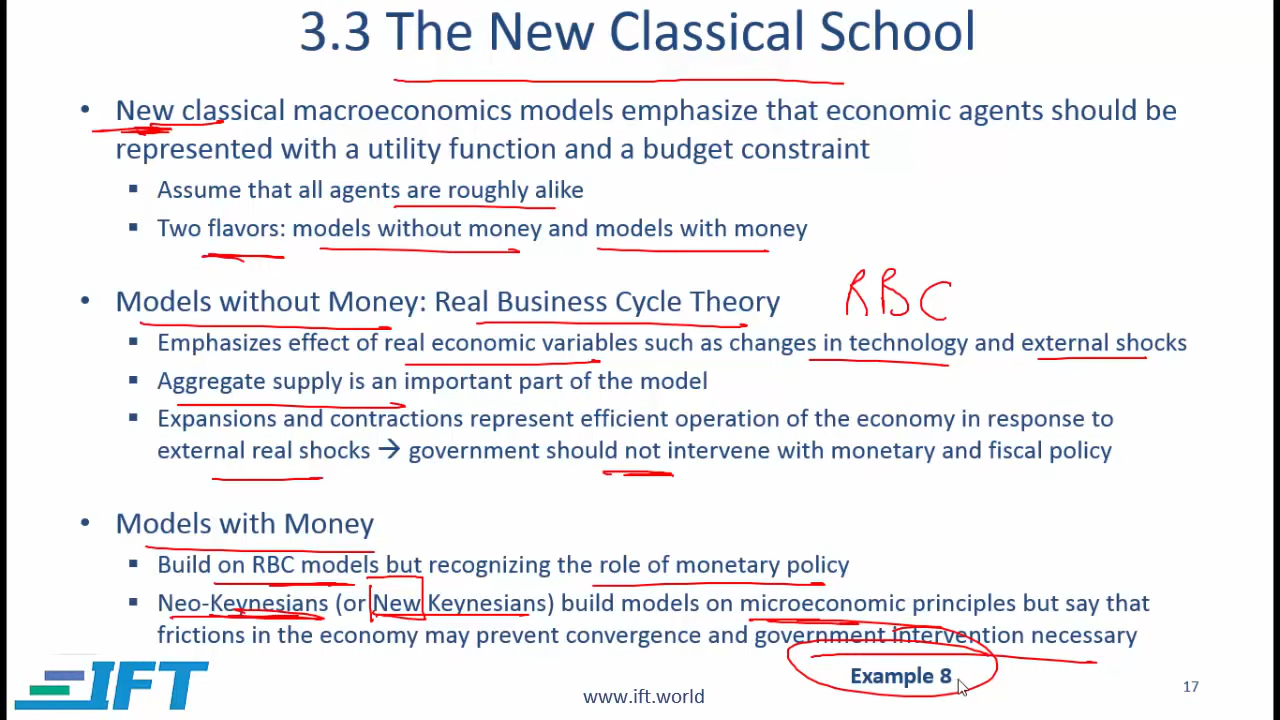 3.3 The New Classical School
• New classical macroeconomics models emphasize that economic agents should be
represented with a utility function and a budget constraint
▪ Assume that all agents are roughly alike
▪ Two flavors: models without money and models with money
• Models without Money: Real Business Cycle Theory RBC
▪ Emphasizes effect of real economic variables such as changes in technology and external shocks
▪ Aggregate supply is an important part of the model
▪ Expansions and contractions represent efficient operation of the economy in response to
external real shocks → government should not intervene with monetary and fiscal policy
• Models with Money
▪ Build on RBC models but recognizing the role of monetary policy
▪ Neo-Keynesians (or New Keynesians) build models on microeconomic principles but say that
frictions in the economy may prevent convergence and government intervention necessary
Example 8
IFT
www.ift.world
17